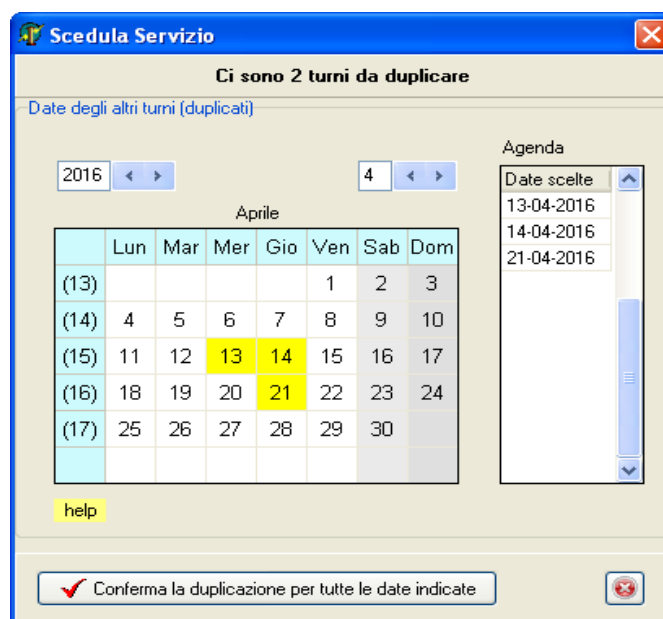 Scedula Servizio
Ci sono 2 turni da duplicare
Date degli altri turni (duplicati)
2016
4
Aprile
Lun Mar Mer Gio Ven Sab Dom
(13) 1 2 3
(14) 4 5 6 7 8 9 10
(15) 11 12 13 14 15 16 17
(16) 18 19 20 21 22 23 24
(17) 25 26 27 28 29 30
help
Agenda
Date scelte
13-04-2016
14-04-2016
21-04-2016
Conferma la duplicazione per tutte le date indicate